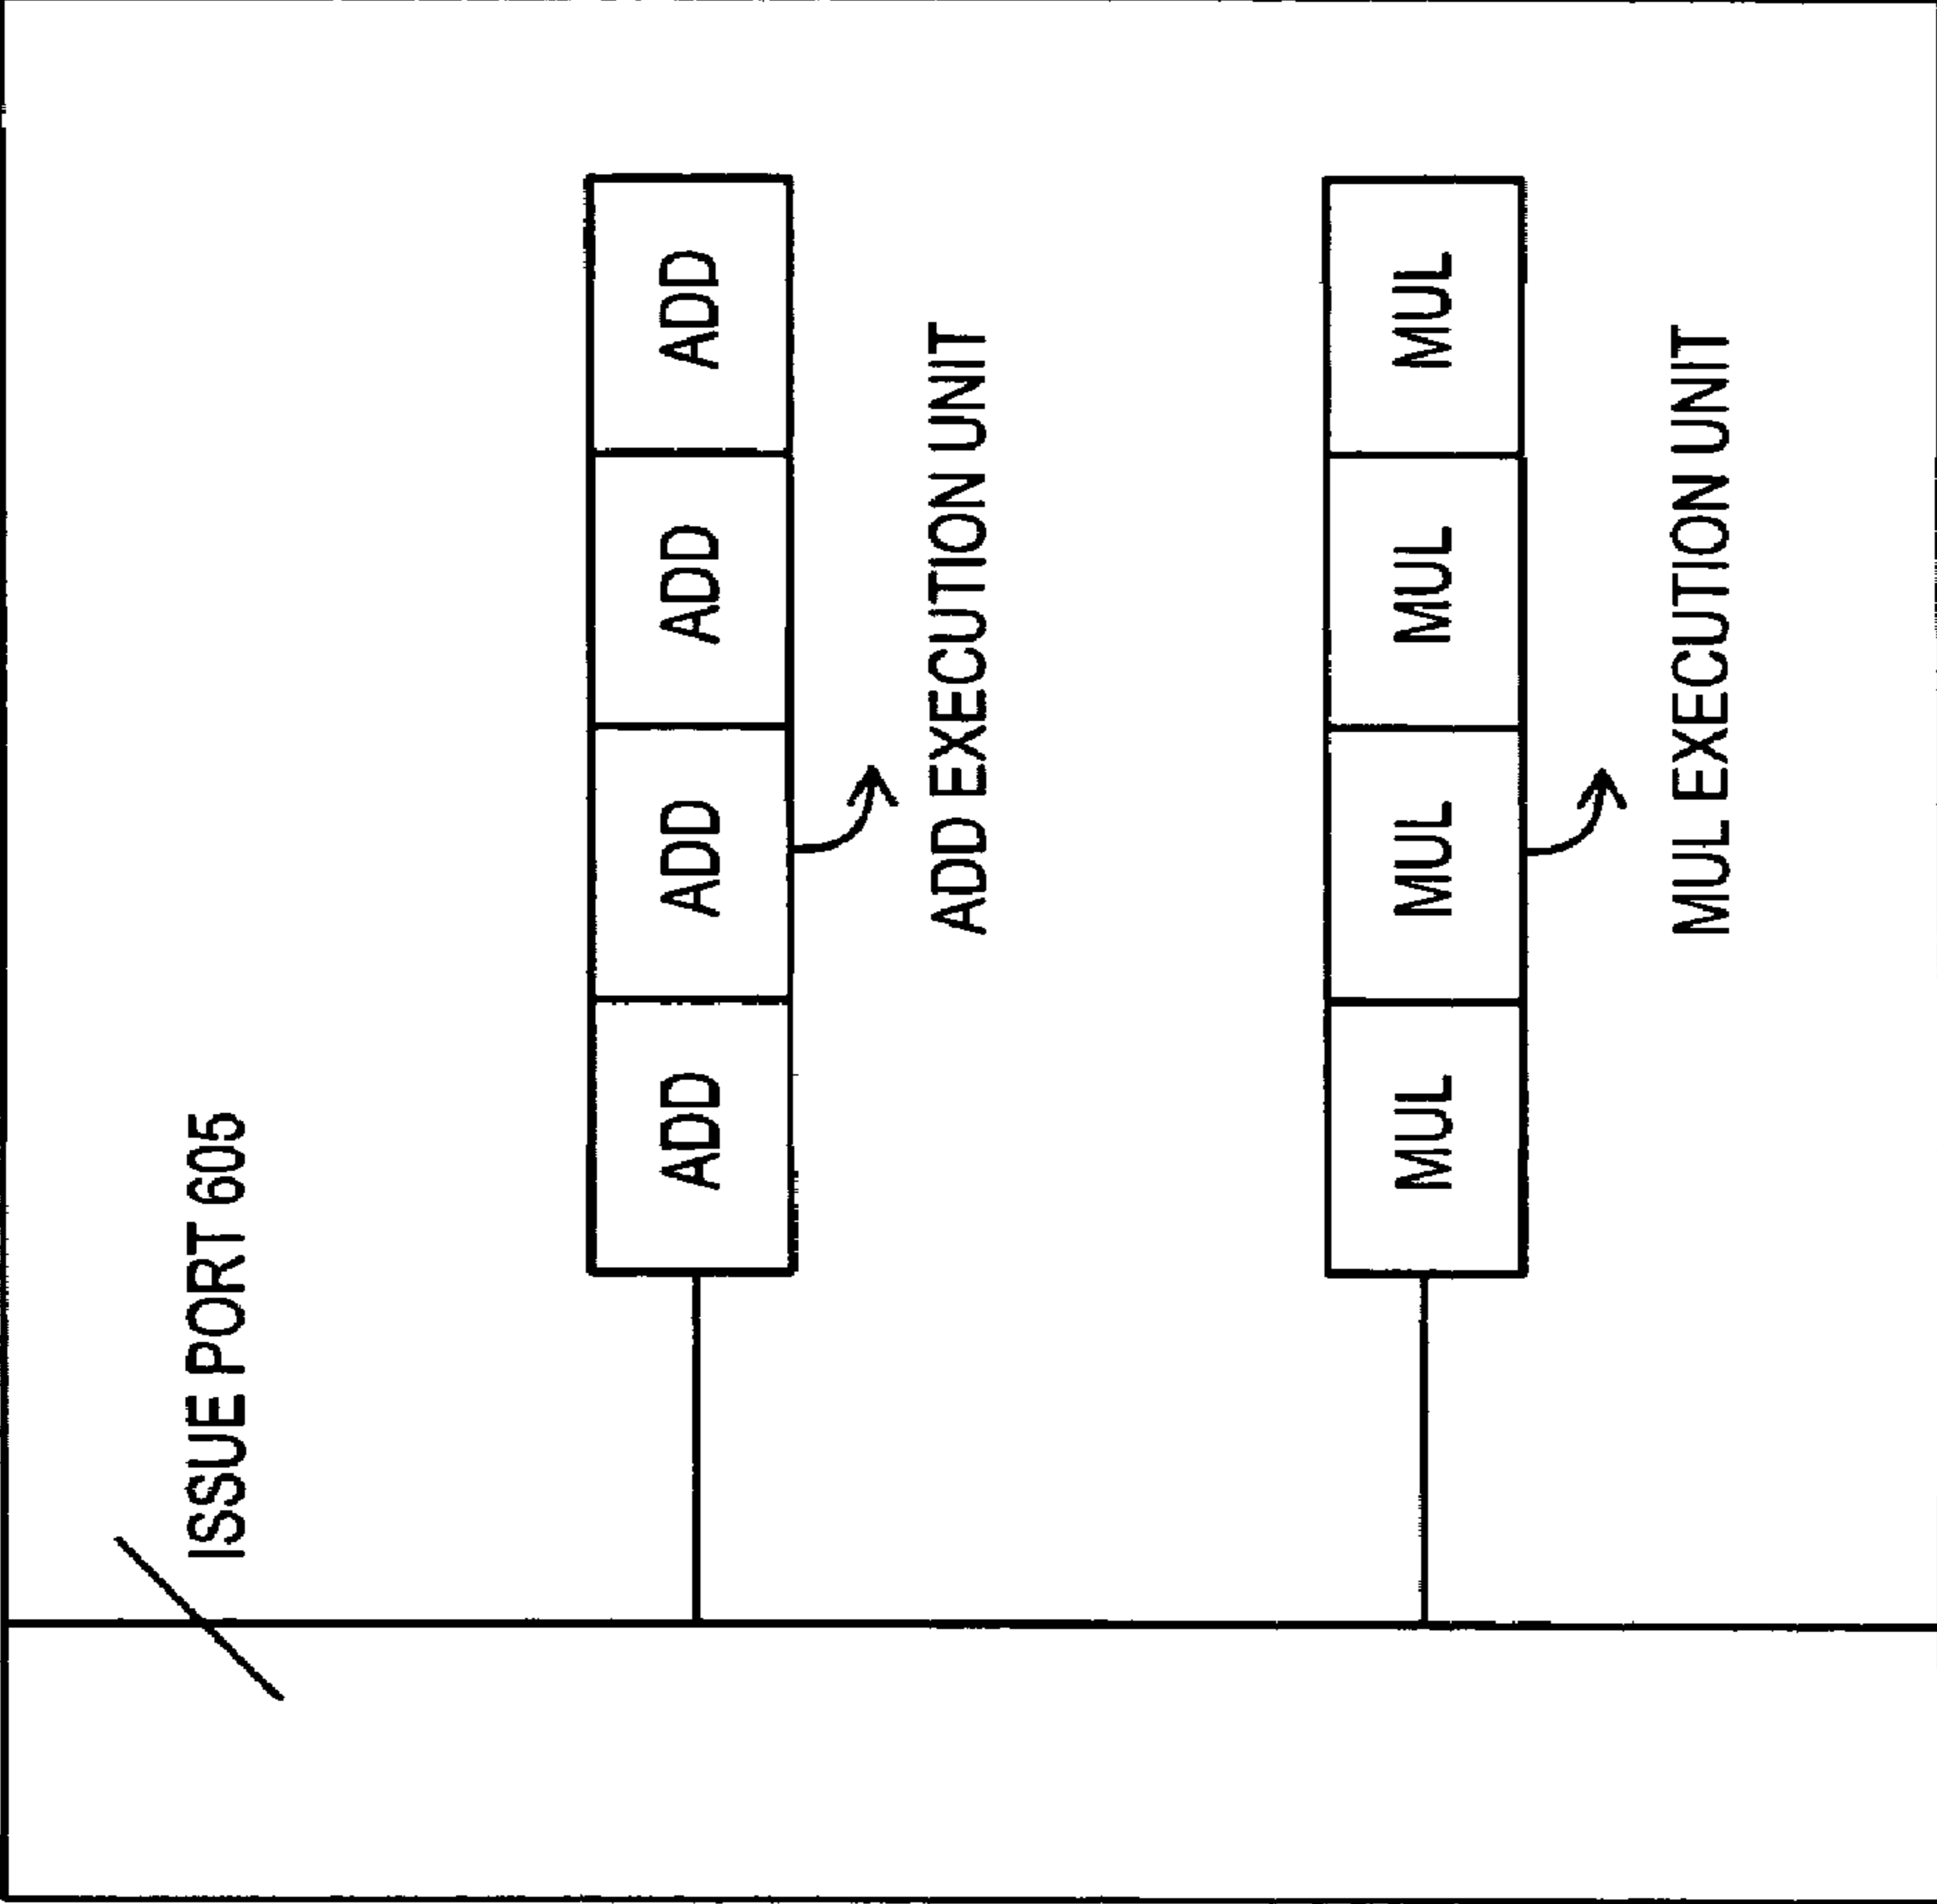 ISSUE PORT 605
ADD ADD ADD ADD
ADD EXECUTION UNIT
MUL MUL MUL MUL
MUL EXECUTION UNIT